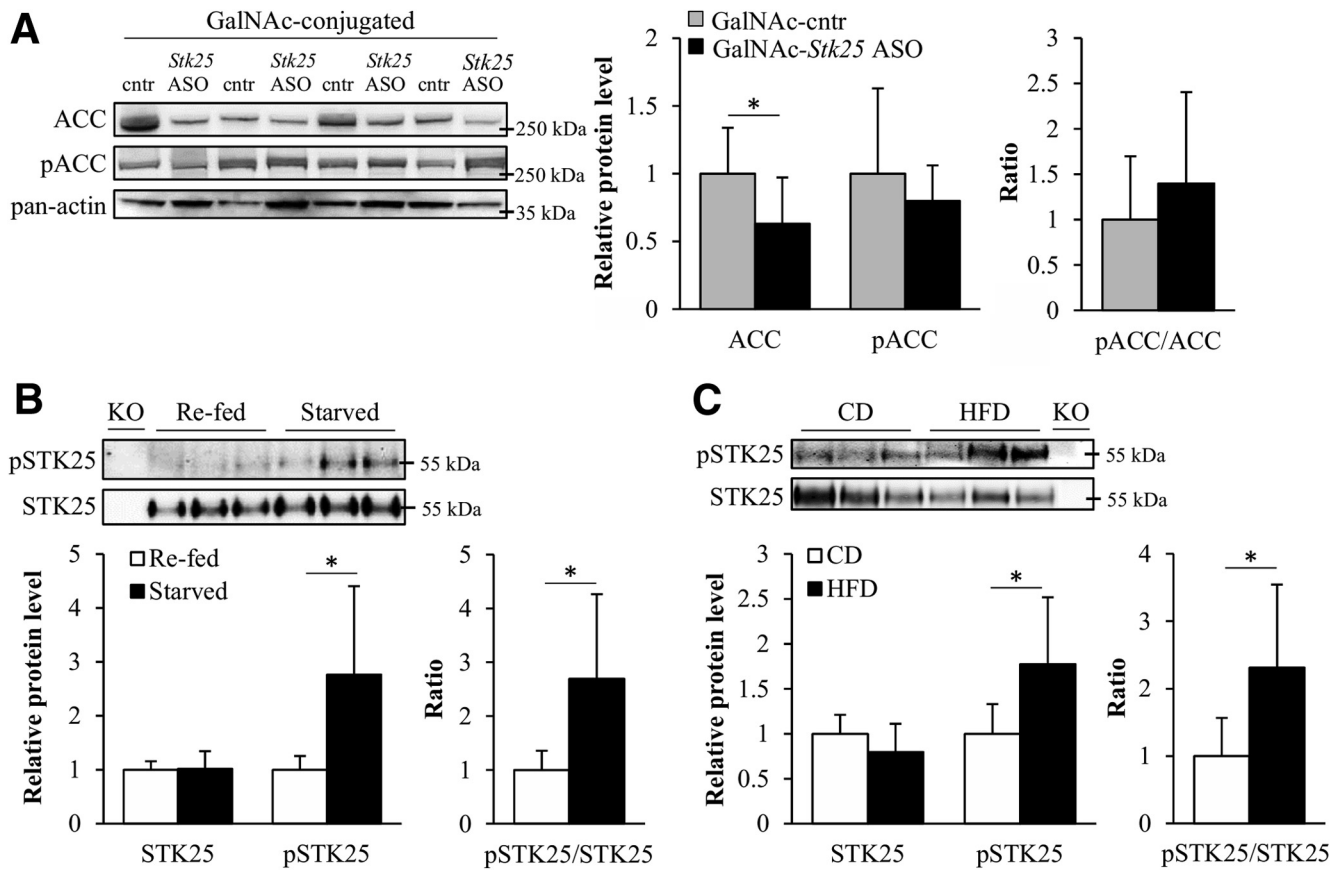 A
GalNAc-conjugated
cntr Stk25 ASO cntr Stk25 ASO cntr Stk25 ASO cntr Stk25 ASO
ACC
250 kDa
pACC
250 kDa
pan-actin
35 kDa
GalNAc-cntr
GalNAc-Stk25 ASO
Relative protein level
2
1.5
1
0.5
0
*
ACC
pACC
Ratio
3
2.5
2
1.5
1
0.5
0
pACC/ACC
B
KO Re-fed Starved
pSTK25
55 kDa
STK25
55 kDa
Re-fed
Starved
Relative protein level
5
4
3
2
1
0
*
STK25
pSTK25
Ratio
5
4
3
2
1
0
*
pSTK25/STK25
C
CD HFD KO
pSTK25
55 kDa
STK25
55 kDa
CD
HFD
Relative protein level
3
2.5
2
1.5
1
0.5
0
*
STK25
pSTK25
Ratio
4
3
2
1
0
*
pSTK25/STK25